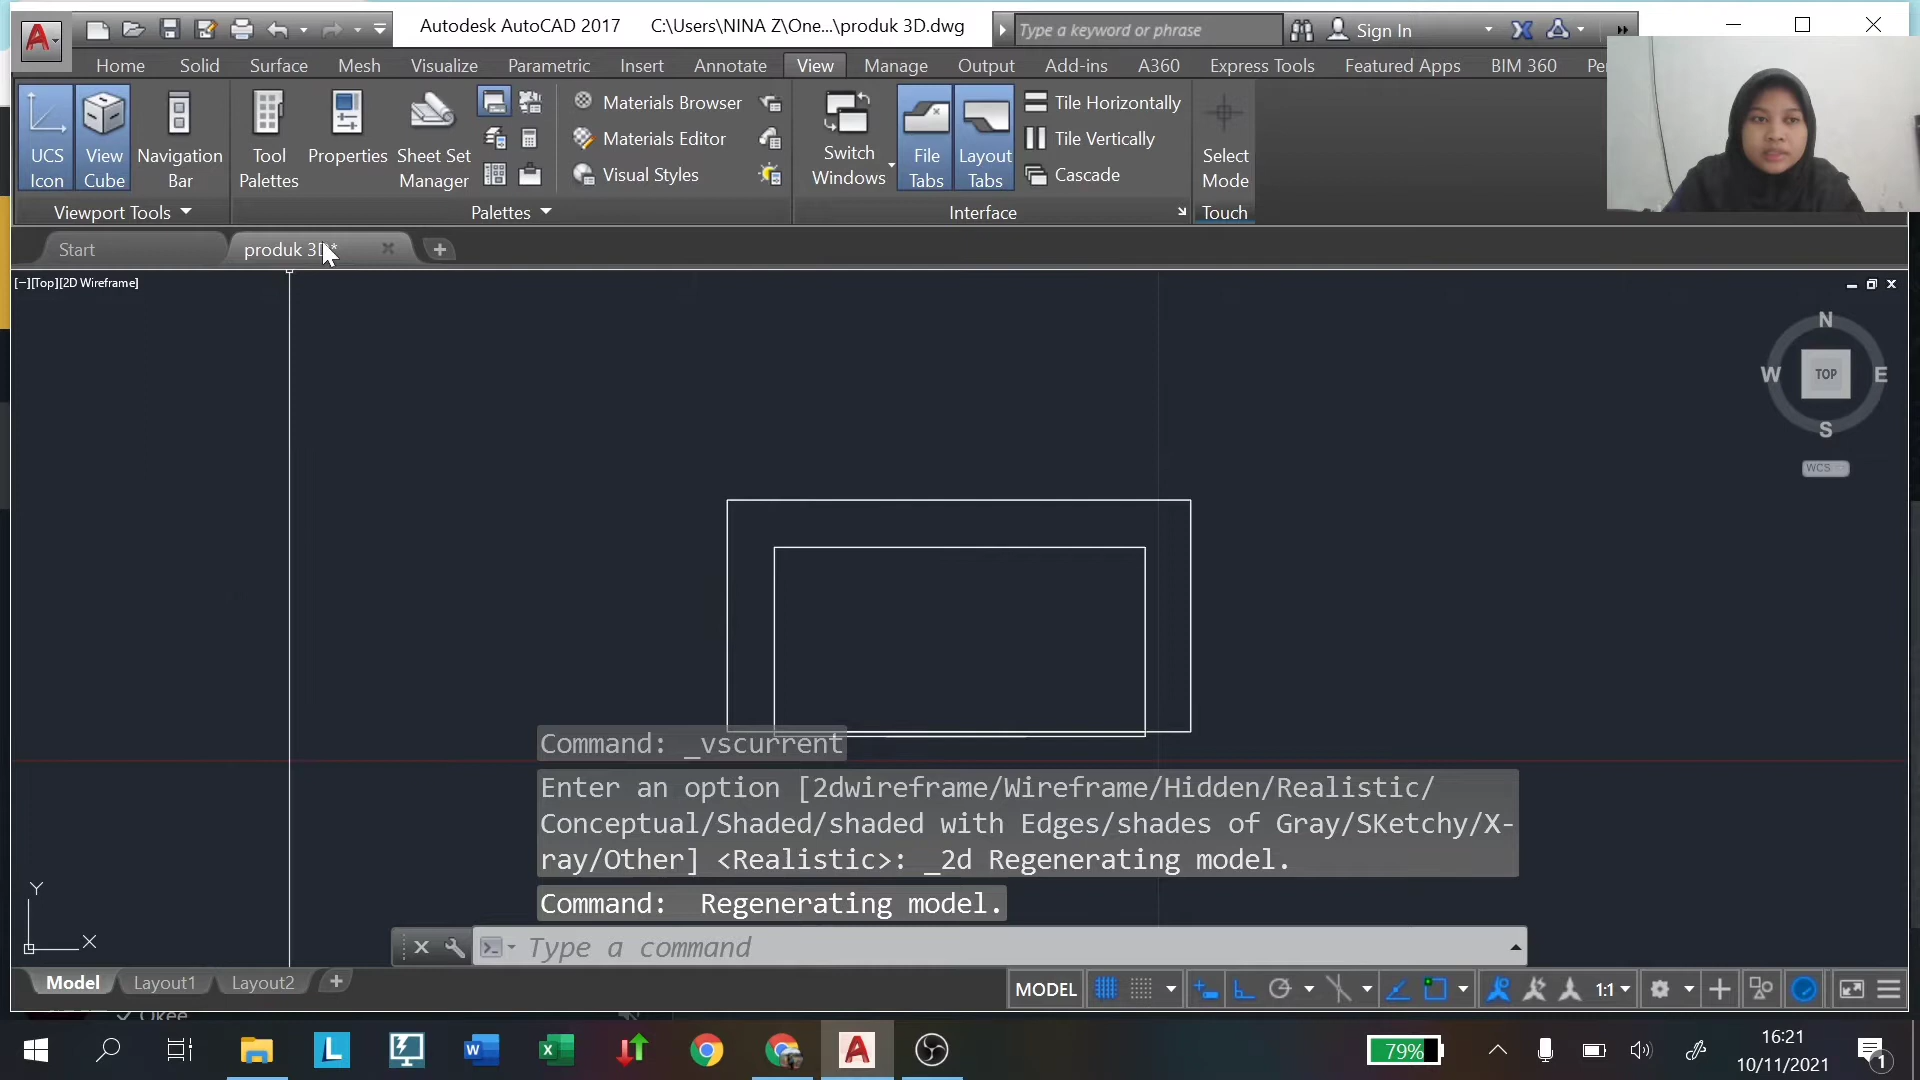 Autodesk AutoCAD 2017 C:\Users\NINA Z\One...\produk 3D.dwg
Type a keyword or phrase
Sign In
Home Solid Surface Mesh Visualize Parametric Insert Annotate View Manage Output Add-ins A360 Express Tools Featured Apps BIM 360
UCS Icon
View Cube
Navigation Bar
Tool Palettes
Properties
Sheet Set Manager
Materials Browser
Materials Editor
Visual Styles
Switch Windows
File Tabs
Layout Tabs
Tile Horizontally
Tile Vertically
Cascade
Select Mode
Viewport Tools
Palettes
Interface
Touch
Start
produk 3D*
[−][Top][2D Wireframe]
N
W
TOP
E
S
WCS
Command: _vscurrent
Enter an option [2dwireframe/Wireframe/Hidden/Realistic/
Conceptual/Shaded/shaded with Edges/shades of Gray/SKetchy/X-
ray/Other] <Realistic>: _2d Regenerating model.
Command:  Regenerating model.
Type a command
Y
X
Model Layout1 Layout2
MODEL
1:1
Okee
79%
16:21
10/11/2021
1